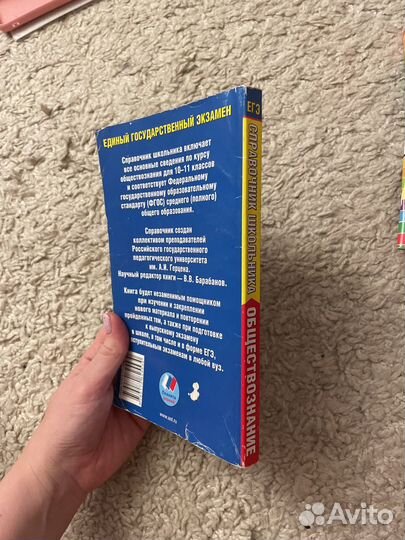 ЕДИНЫЙ ГОСУДАРСТВЕННЫЙ ЭКЗАМЕН
Справочник школьника включает
все основные сведения по курсу
обществознания для 10–11 классов
и соответствует Федеральному
государственному образовательному
стандарту (ФГОС) среднего (полного)
общего образования.
Справочник создан
коллективом преподавателей
Российского государственного
педагогического университета
им. А.И. Герцена.
Научный редактор книги — В.В. Барабанов.
Книга будет незаменимым помощником
при изучении и закреплении
нового материала и повторении
пройденных тем, а также при подготовке
к выпускному экзамену
в школе, в том числе и в форме ЕГЭ,
вступительным экзаменам в любой вуз.
www.ast.ru
ЕГЭ
СПРАВОЧНИК ШКОЛЬНИКА
ОБЩЕСТВОЗНАНИЕ
Avito